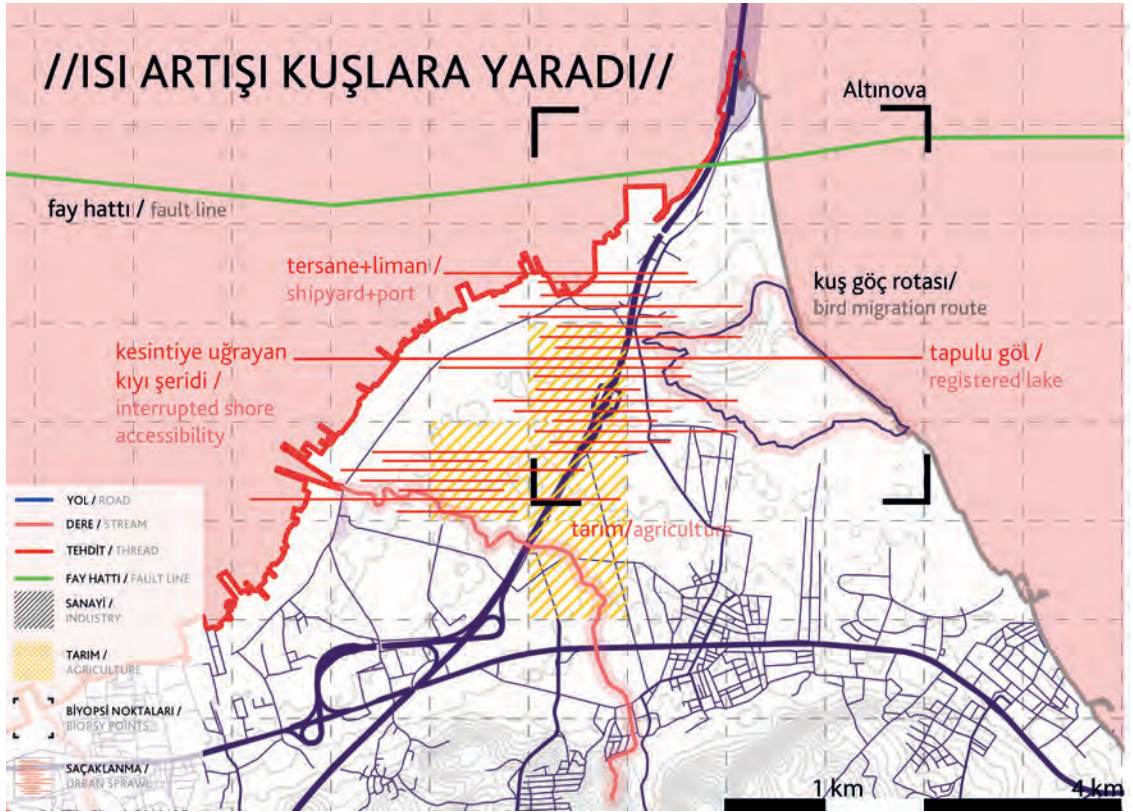 //ISI ARTIŞI KUŞLARA YARADI//
Altınova
fay hattı / fault line
tersane+liman /
shipyard+port
kuş göç rotası/
bird migration route
kesintiye uğrayan
kıyı şeridi /
interrupted shore
accessibility
tapulu göl /
registered lake
tarım/agriculture
YOL / ROAD
DERE / STREAM
TEHDİT / THREAD
FAY HATTI / FAULT LINE
SANAYİ /
INDUSTRY
TARIM /
AGRICULTURE
BİYOPSİ NOKTALARI /
BIOPSY POINTS
SAÇAKLANMA /
URBAN SPRAWL
1 km
4 km